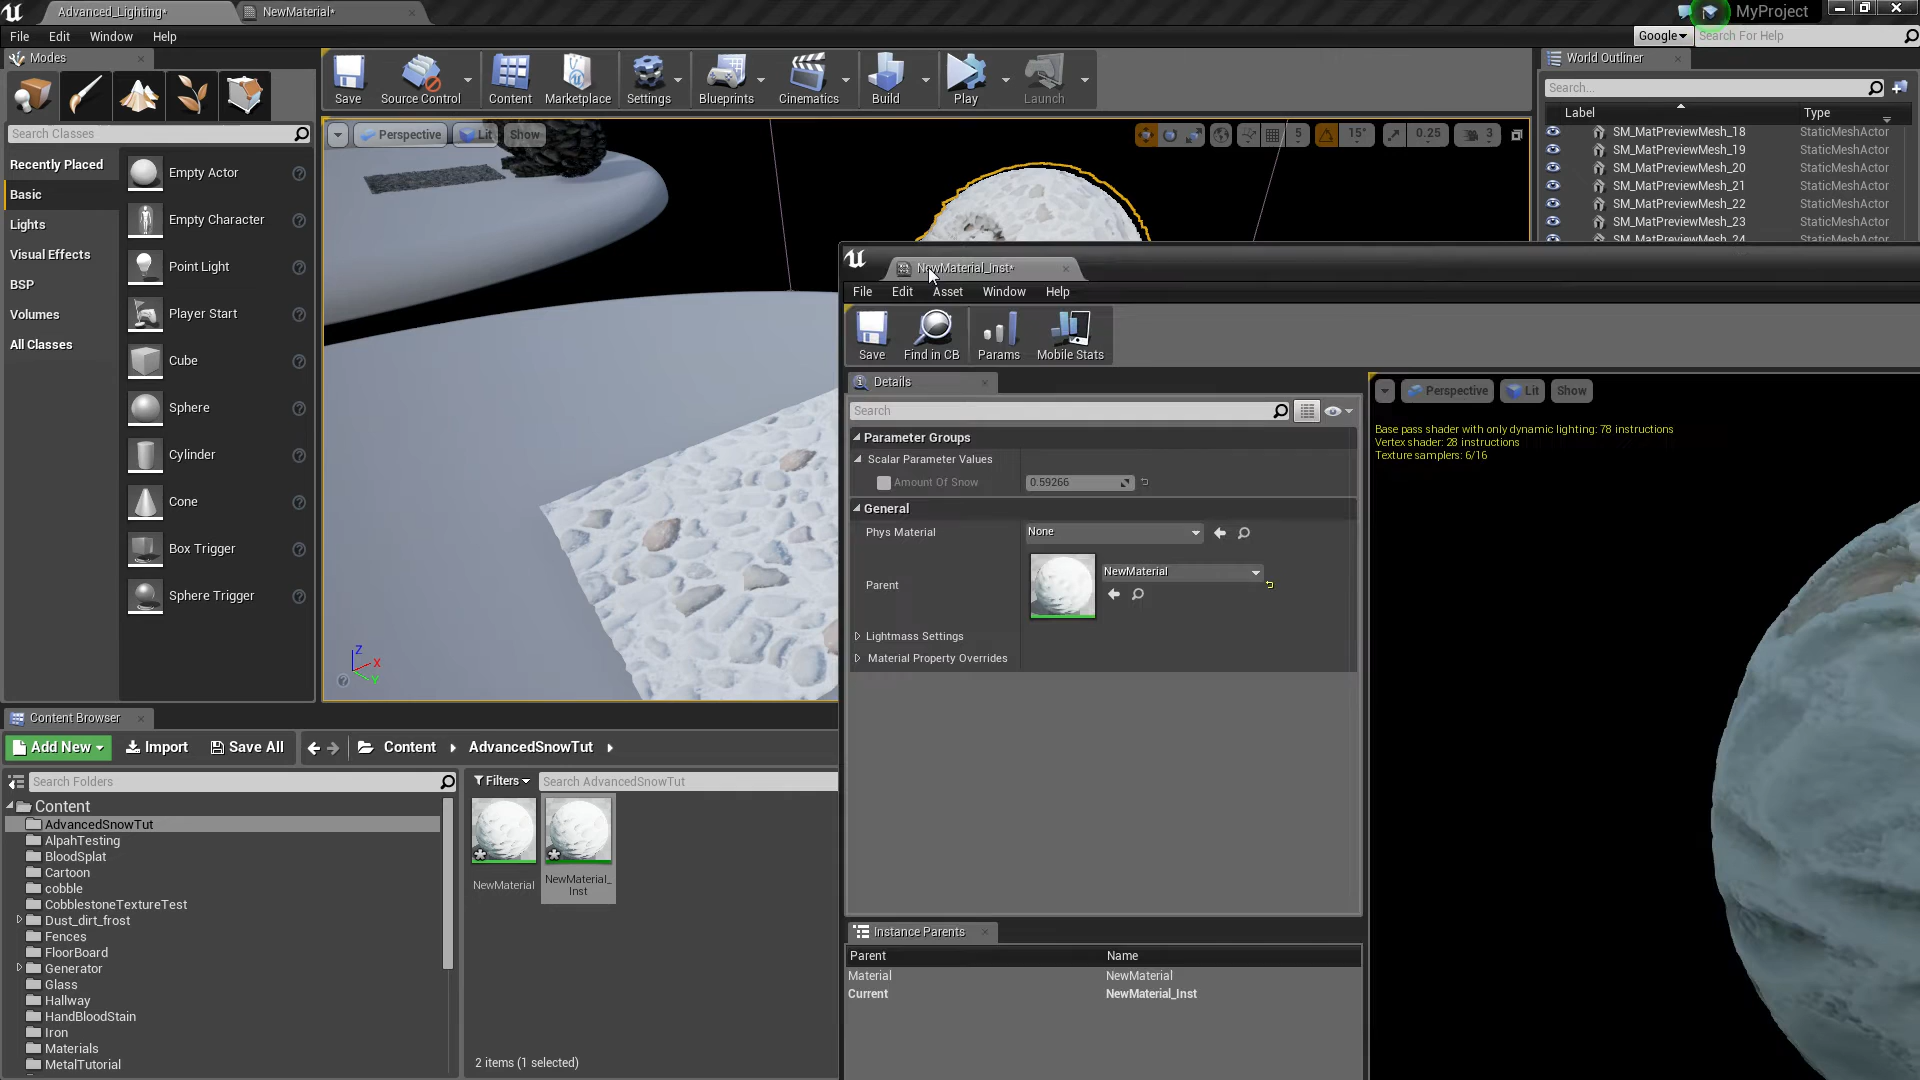 Advanced_Lighting*
NewMaterial*
MyProject
File Edit Window Help
Google
Search For Help
Modes
Save Source Control Content Marketplace Settings Blueprints Cinematics Build Play Launch
World Outliner
Search...
Label Type
SM_MatPreviewMesh_18 StaticMeshActor
SM_MatPreviewMesh_19 StaticMeshActor
SM_MatPreviewMesh_20 StaticMeshActor
SM_MatPreviewMesh_21 StaticMeshActor
SM_MatPreviewMesh_22 StaticMeshActor
SM_MatPreviewMesh_23 StaticMeshActor
SM_MatPreviewMesh_24 StaticMeshActor
Search Classes
Recently Placed
Basic
Lights
Visual Effects
BSP
Volumes
All Classes
Empty Actor
Empty Character
Point Light
Player Start
Cube
Sphere
Cylinder
Cone
Box Trigger
Sphere Trigger
Perspective Lit Show
5 15° 0.25 3
Z X Y
NewMaterial_Inst*
File Edit Asset Window Help
Save Find in CB Params Mobile Stats
Details
Search
Parameter Groups
Scalar Parameter Values
Amount Of Snow 0.59266
General
Phys Material None
Parent NewMaterial
Lightmass Settings
Material Property Overrides
Perspective Lit Show
Base pass shader with only dynamic lighting: 78 instructions
Vertex shader: 28 instructions
Texture samplers: 6/16
Instance Parents
Parent Name
Material NewMaterial
Current NewMaterial_Inst
Content Browser
Add New Import Save All Content AdvancedSnowTut
Search Folders
Filters Search AdvancedSnowTut
Content
AdvancedSnowTut
AlpahTesting
BloodSplat
Cartoon
cobble
CobblestoneTextureTest
Dust_dirt_frost
Fences
FloorBoard
Generator
Glass
Hallway
HandBloodStain
Iron
Materials
MetalTutorial
NewMaterial
NewMaterial_
Inst
2 items (1 selected)